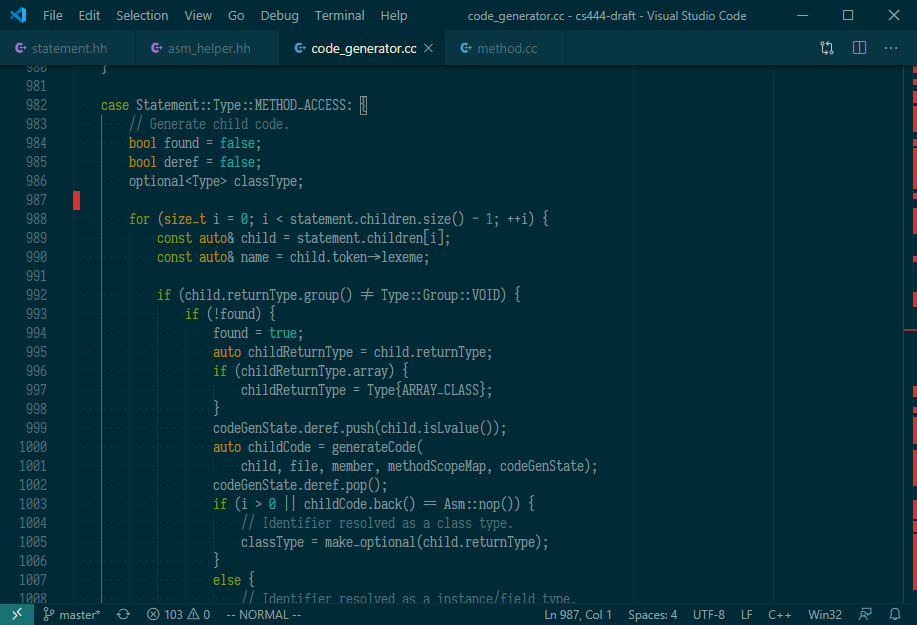 File Edit Selection View Go Debug Terminal Help code_generator.cc - cs444-draft - Visual Studio Code
statement.hh asm_helper.hh code_generator.cc method.cc
980 }
981
982 case Statement::Type::METHOD_ACCESS: {
983 // Generate child code.
984 bool found = false;
985 bool deref = false;
986 optional<Type> classType;
987
988 for (size_t i = 0; i < statement.children.size() - 1; ++i) {
989 const auto& child = statement.children[i];
990 const auto& name = child.token→lexeme;
991
992 if (child.returnType.group() ≠ Type::Group::VOID) {
993 if (!found) {
994 found = true;
995 auto childReturnType = child.returnType;
996 if (childReturnType.array) {
997 childReturnType = Type{ARRAY_CLASS};
998 }
999 codeGenState.deref.push(child.isLvalue());
1000 auto childCode = generateCode(
1001 child, file, member, methodScopeMap, codeGenState);
1002 codeGenState.deref.pop();
1003 if (i > 0 || childCode.back() == Asm::nop()) {
1004 // Identifier resolved as a class type.
1005 classType = make_optional(child.returnType);
1006 }
1007 else {
1008 // Identifier resolved as a instance/field type.
master* 103 0 -- NORMAL -- Ln 987, Col 1 Spaces: 4 UTF-8 LF C++ Win32